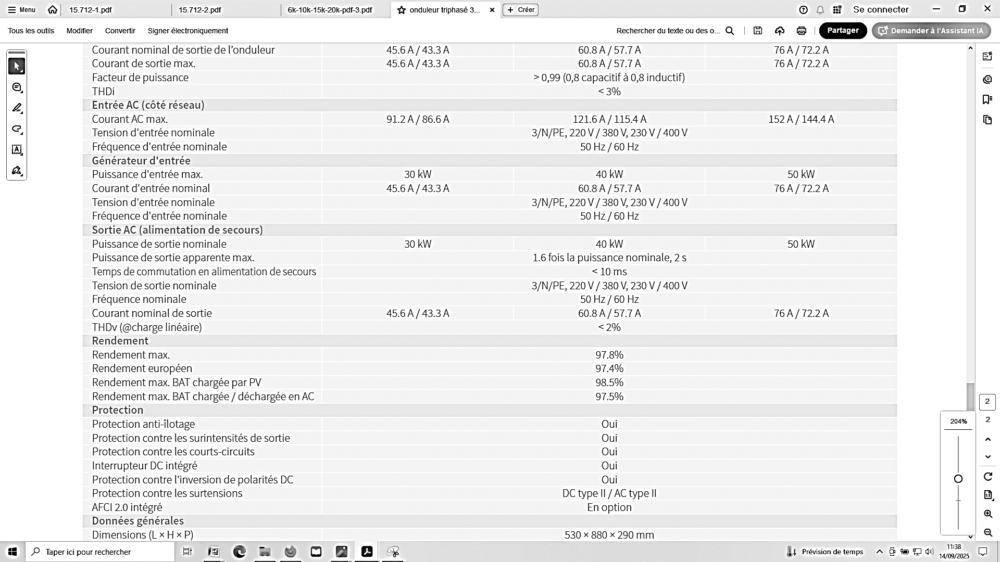 Menu 15.712-1.pdf 15.712-2.pdf 6k-10k-15k-20k-pdf-3.pdf onduleur triphasé 3... Créer Se connecter
Tous les outils Modifier Convertir Signer électroniquement Rechercher du texte ou des o... Partager Demander à l'Assistant IA
Courant nominal de sortie de l’onduleur 45.6 A / 43.3 A 60.8 A / 57.7 A 76 A / 72.2 A
Courant de sortie max. 45.6 A / 43.3 A 60.8 A / 57.7 A 76 A / 72.2 A
Facteur de puissance > 0,99 (0,8 capacitif à 0,8 inductif)
THDi < 3%
Entrée AC (côté réseau)
Courant AC max. 91.2 A / 86.6 A 121.6 A / 115.4 A 152 A / 144.4 A
Tension d'entrée nominale 3/N/PE, 220 V / 380 V, 230 V / 400 V
Fréquence d'entrée nominale 50 Hz / 60 Hz
Générateur d'entrée
Puissance d'entrée max. 30 kW 40 kW 50 kW
Courant d'entrée nominal 45.6 A / 43.3 A 60.8 A / 57.7 A 76 A / 72.2 A
Tension d'entrée nominale 3/N/PE, 220 V / 380 V, 230 V / 400 V
Fréquence d'entrée nominale 50 Hz / 60 Hz
Sortie AC (alimentation de secours)
Puissance de sortie nominale 30 kW 40 kW 50 kW
Puissance de sortie apparente max. 1.6 fois la puissance nominale, 2 s
Temps de commutation en alimentation de secours < 10 ms
Tension de sortie nominale 3/N/PE, 220 V / 380 V, 230 V / 400 V
Fréquence nominale 50 Hz / 60 Hz
Courant nominal de sortie 45.6 A / 43.3 A 60.8 A / 57.7 A 76 A / 72.2 A
THDv (@charge linéaire) < 2%
Rendement
Rendement max. 97.8%
Rendement européen 97.4%
Rendement max. BAT chargée par PV 98.5%
Rendement max. BAT chargée / déchargée en AC 97.5%
Protection
Protection anti-îlotage Oui
Protection contre les surintensités de sortie Oui
Protection contre les courts-circuits Oui
Interrupteur DC intégré Oui
Protection contre l'inversion de polarités DC Oui
Protection contre les surtensions DC type II / AC type II
AFCI 2.0 intégré En option
Données générales
Dimensions (L × H × P) 530 × 880 × 290 mm
2
204%
2
Taper ici pour rechercher Prévision de temps 11:38
14/09/2025